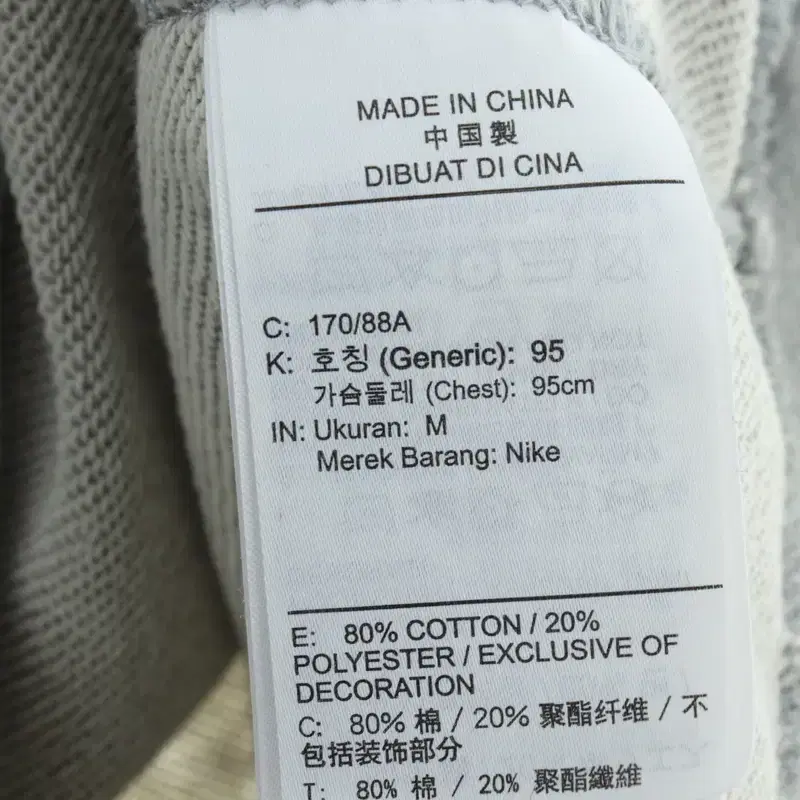 MADE IN CHINA
中国製
DIBUAT DI CINA
C: 170/88A
K: 호칭 (Generic): 95
가슴둘레 (Chest): 95cm
IN: Ukuran: M
Merek Barang: Nike
E: 80% COTTON / 20%
POLYESTER / EXCLUSIVE OF
DECORATION
C: 80% 棉 / 20% 聚酯纤维 / 不
包括装饰部分
T: 80% 棉 / 20% 聚酯纖維